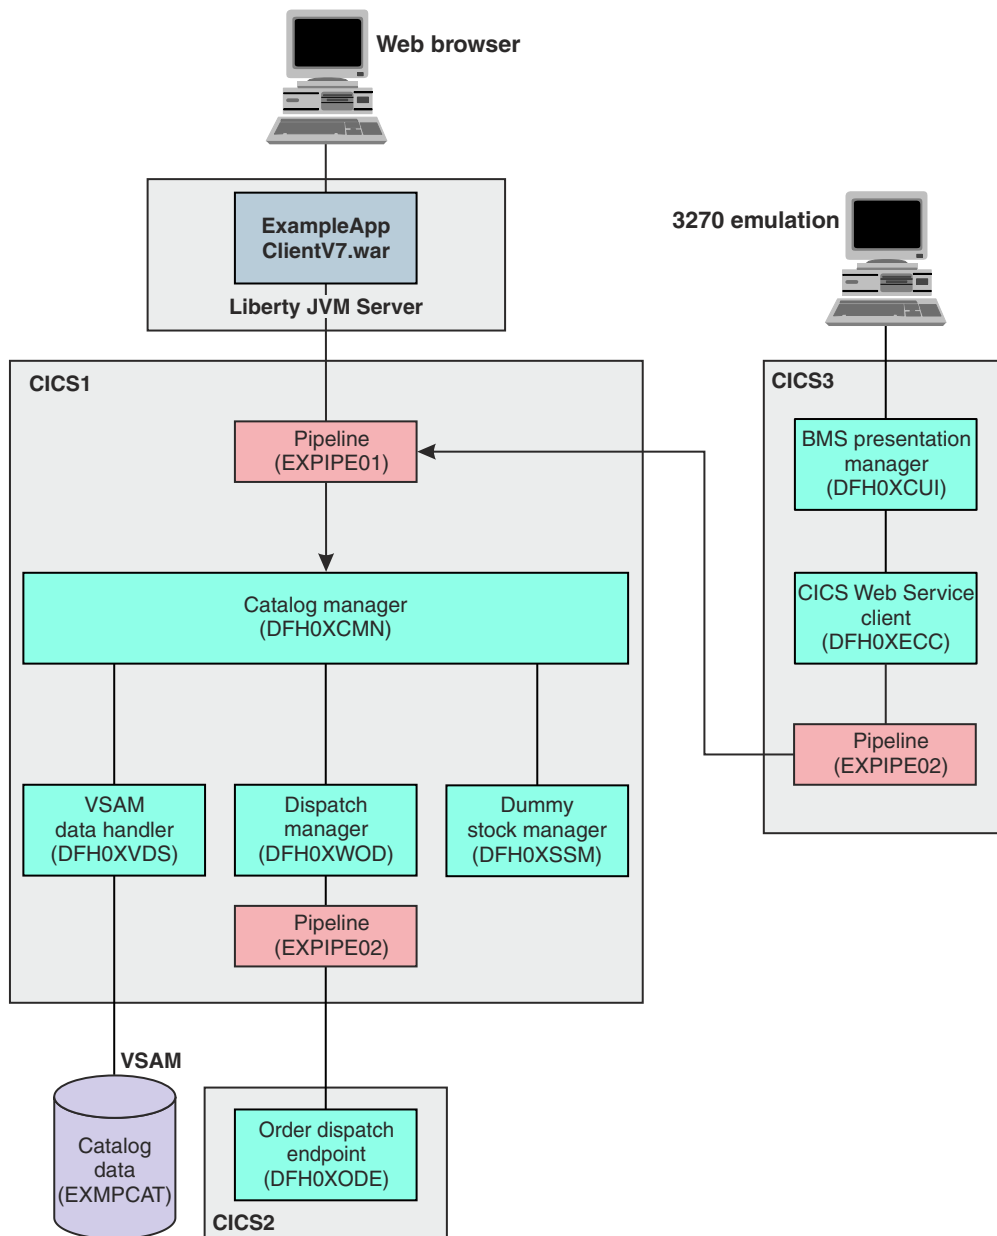 Web browser
ExampleApp
ClientV7.war
Liberty JVM Server
3270 emulation
CICS1
Pipeline
(EXPIPE01)
Catalog manager
(DFH0XCMN)
VSAM
data handler
(DFH0XVDS)
Dispatch
manager
(DFH0XWOD)
Dummy
stock manager
(DFH0XSSM)
Pipeline
(EXPIPE02)
CICS3
BMS presentation
manager
(DFH0XCUI)
CICS Web Service
client
(DFH0XECC)
Pipeline
(EXPIPE02)
VSAM
Catalog
data
(EXMPCAT)
Order dispatch
endpoint
(DFH0XODE)
CICS2